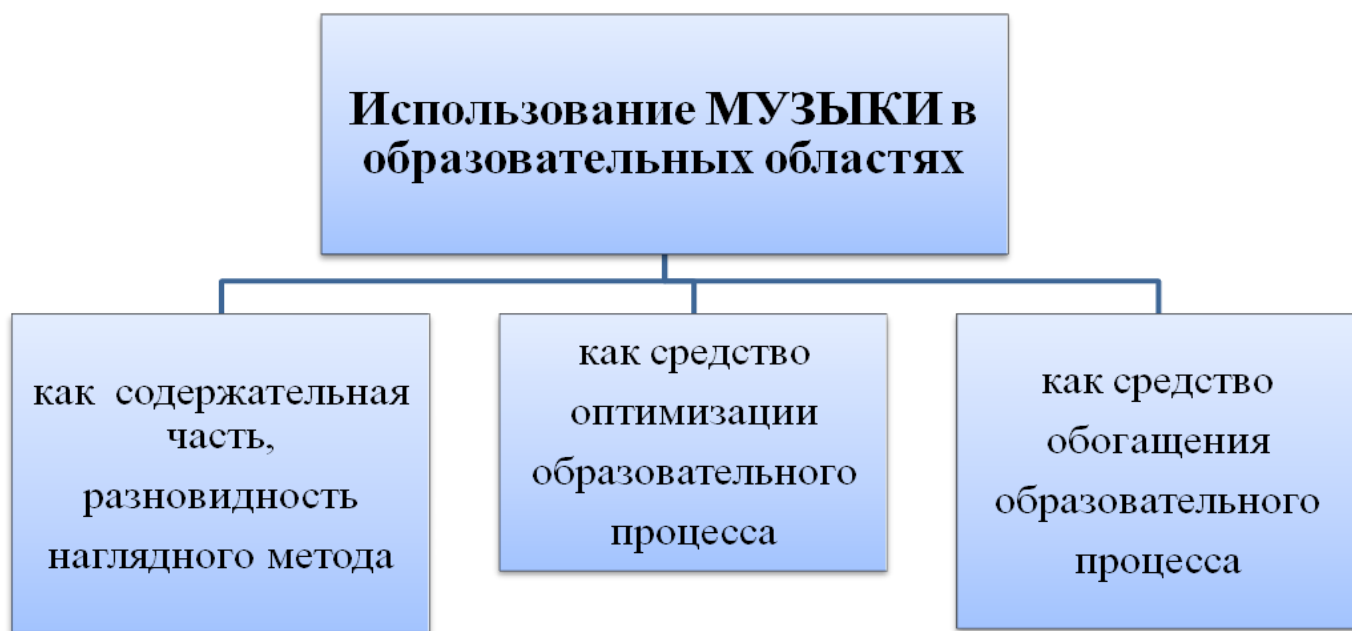 Использование МУЗЫКИ в
образовательных областях
как содержательная
часть,
разновидность
наглядного метода
как средство
оптимизации
образовательного
процесса
как средство
обогащения
образовательного
процесса